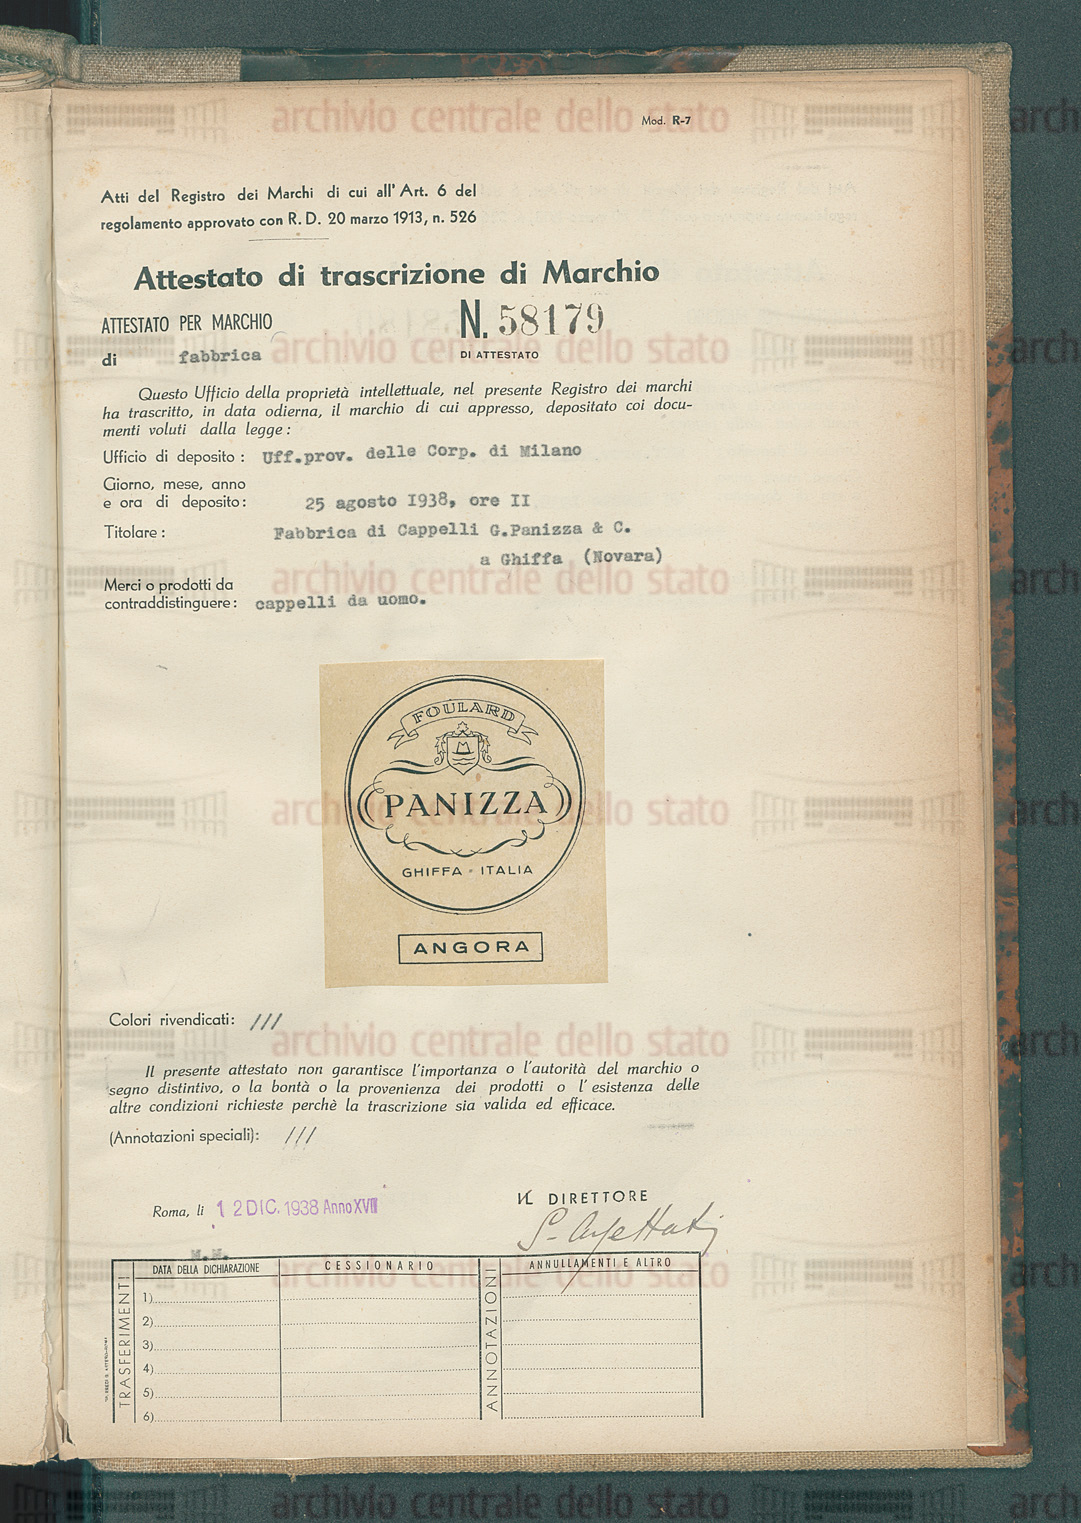 Mod. R-7
Atti del Registro dei Marchi di cui all'Art. 6 del
regolamento approvato con R. D. 20 marzo 1913, n. 526
Attestato di trascrizione di Marchio
ATTESTATO PER MARCHIO
N. 58179
di fabbrica
DI ATTESTATO
Questo Ufficio della proprietà intellettuale, nel presente Registro dei marchi
ha trascritto, in data odierna, il marchio di cui appresso, depositato coi docu-
menti voluti dalla legge:
Ufficio di deposito: Uff.prov. delle Corp. di Milano
Giorno, mese, anno
e ora di deposito: 25 agosto I938, ore II
Titolare: Fabbrica di Cappelli G.Panizza & C.
a Ghiffa (Novara)
Merci o prodotti da
contraddistinguere: cappelli da uomo.
FOULARD
PANIZZA
GHIFFA · ITALIA
ANGORA
Colori rivendicati: ///
Il presente attestato non garantisce l'importanza o l'autorità del marchio o
segno distintivo, o la bontà o la provenienza dei prodotti o l'esistenza delle
altre condizioni richieste perchè la trascrizione sia valida ed efficace.
(Annotazioni speciali): ///
Roma, li 12 DIC. 1938 Anno XVII
IL DIRETTORE
M.M.
TRASFERIMENTI
DATA DELLA DICHIARAZIONE
CESSIONARIO
ANNOTAZIONI
ANNULLAMENTI E ALTRO
1)
2)
3)
4)
5)
6)
archivio centrale dello stato